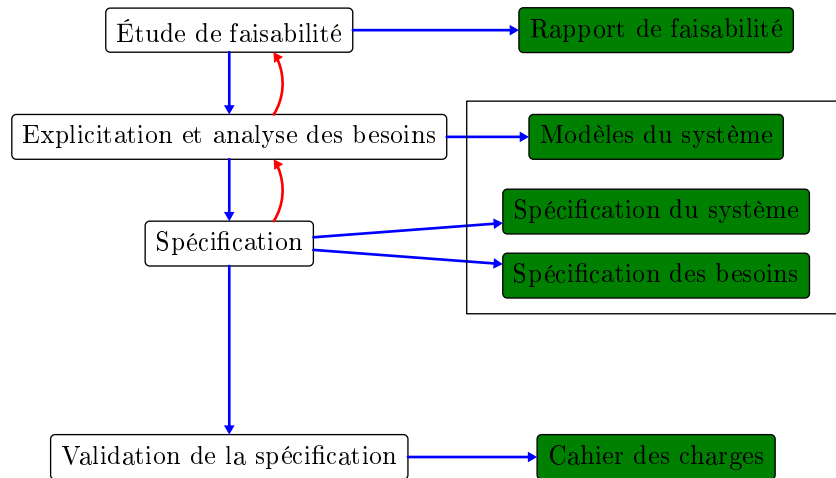 Étude de faisabilité
Rapport de faisabilité
Explicitation et analyse des besoins
Modèles du système
Spécification du système
Spécification
Spécification des besoins
Validation de la spécification
Cahier des charges